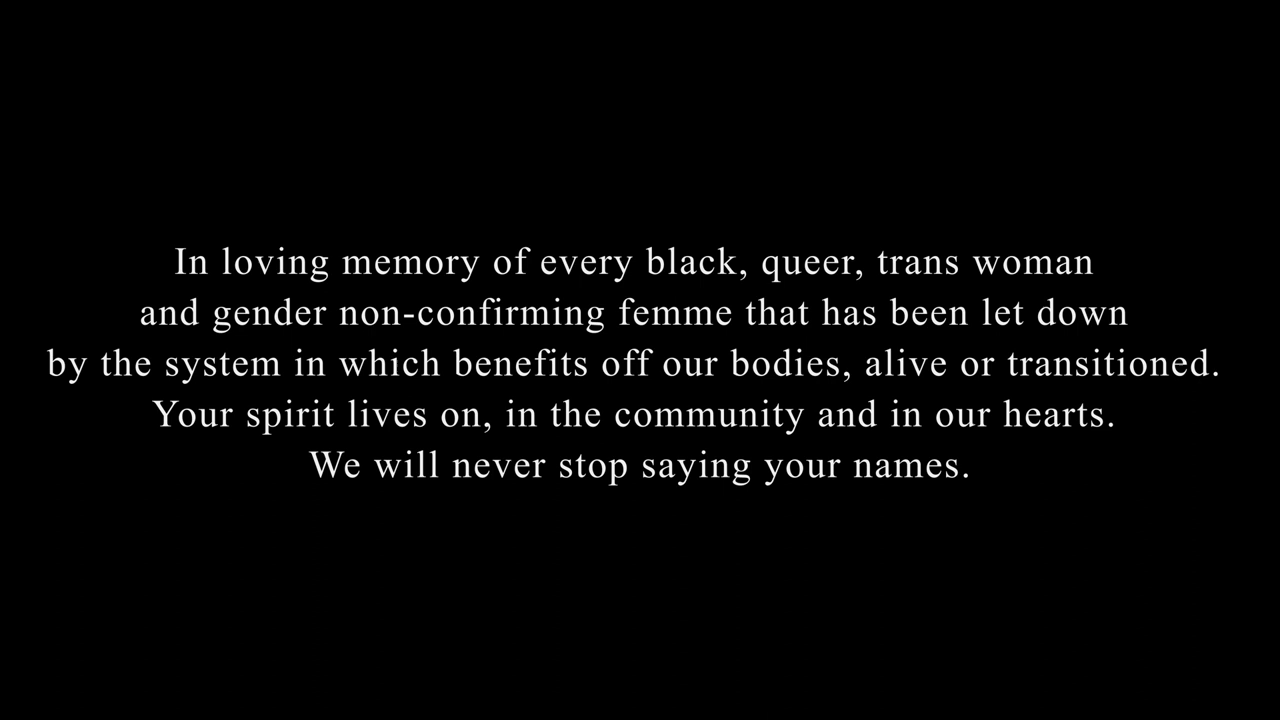 In loving memory of every black, queer, trans woman
and gender non-confirming femme that has been let down
by the system in which benefits off our bodies, alive or transitioned.
Your spirit lives on, in the community and in our hearts.
We will never stop saying your names.